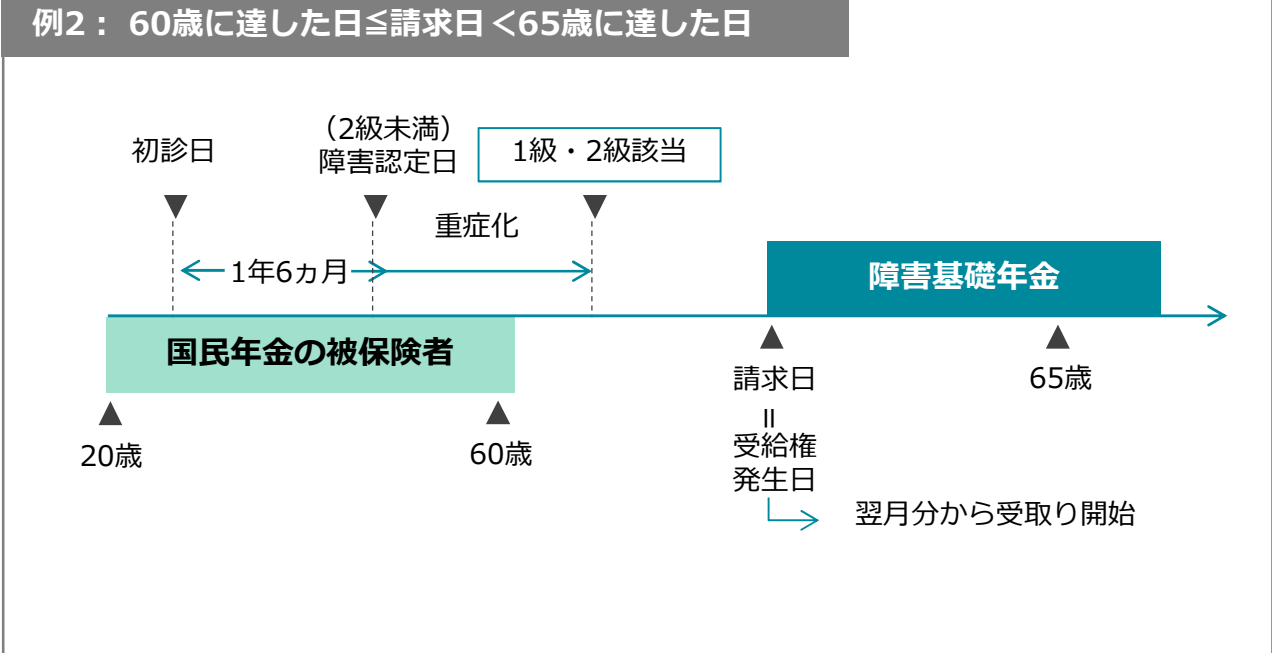 例2： 60歳に達した日≦請求日＜65歳に達した日
初診日
（2級未満）
障害認定日
1級・2級該当
重症化
1年6ヵ月
障害基礎年金
国民年金の被保険者
20歳
60歳
請求日
＝
受給権
発生日
65歳
翌月分から受取り開始